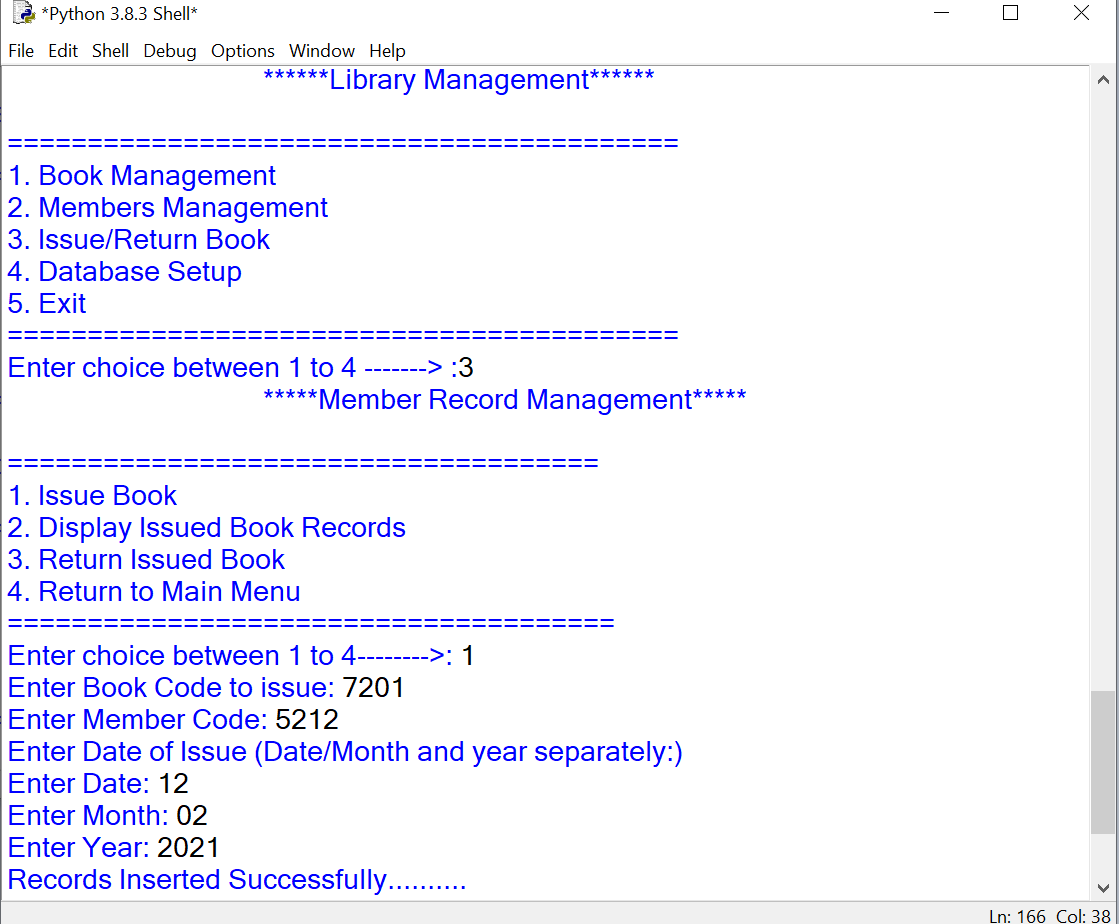 *Python 3.8.3 Shell*
File Edit Shell Debug Options Window Help
******Library Management******
==========================================
1. Book Management
2. Members Management
3. Issue/Return Book
4. Database Setup
5. Exit
==========================================
Enter choice between 1 to 4 -------> :3
*****Member Record Management*****
=====================================
1. Issue Book
2. Display Issued Book Records
3. Return Issued Book
4. Return to Main Menu
======================================
Enter choice between 1 to 4-------->: 1
Enter Book Code to issue: 7201
Enter Member Code: 5212
Enter Date of Issue (Date/Month and year separately:)
Enter Date: 12
Enter Month: 02
Enter Year: 2021
Records Inserted Successfully..........
Ln: 166 Col: 38